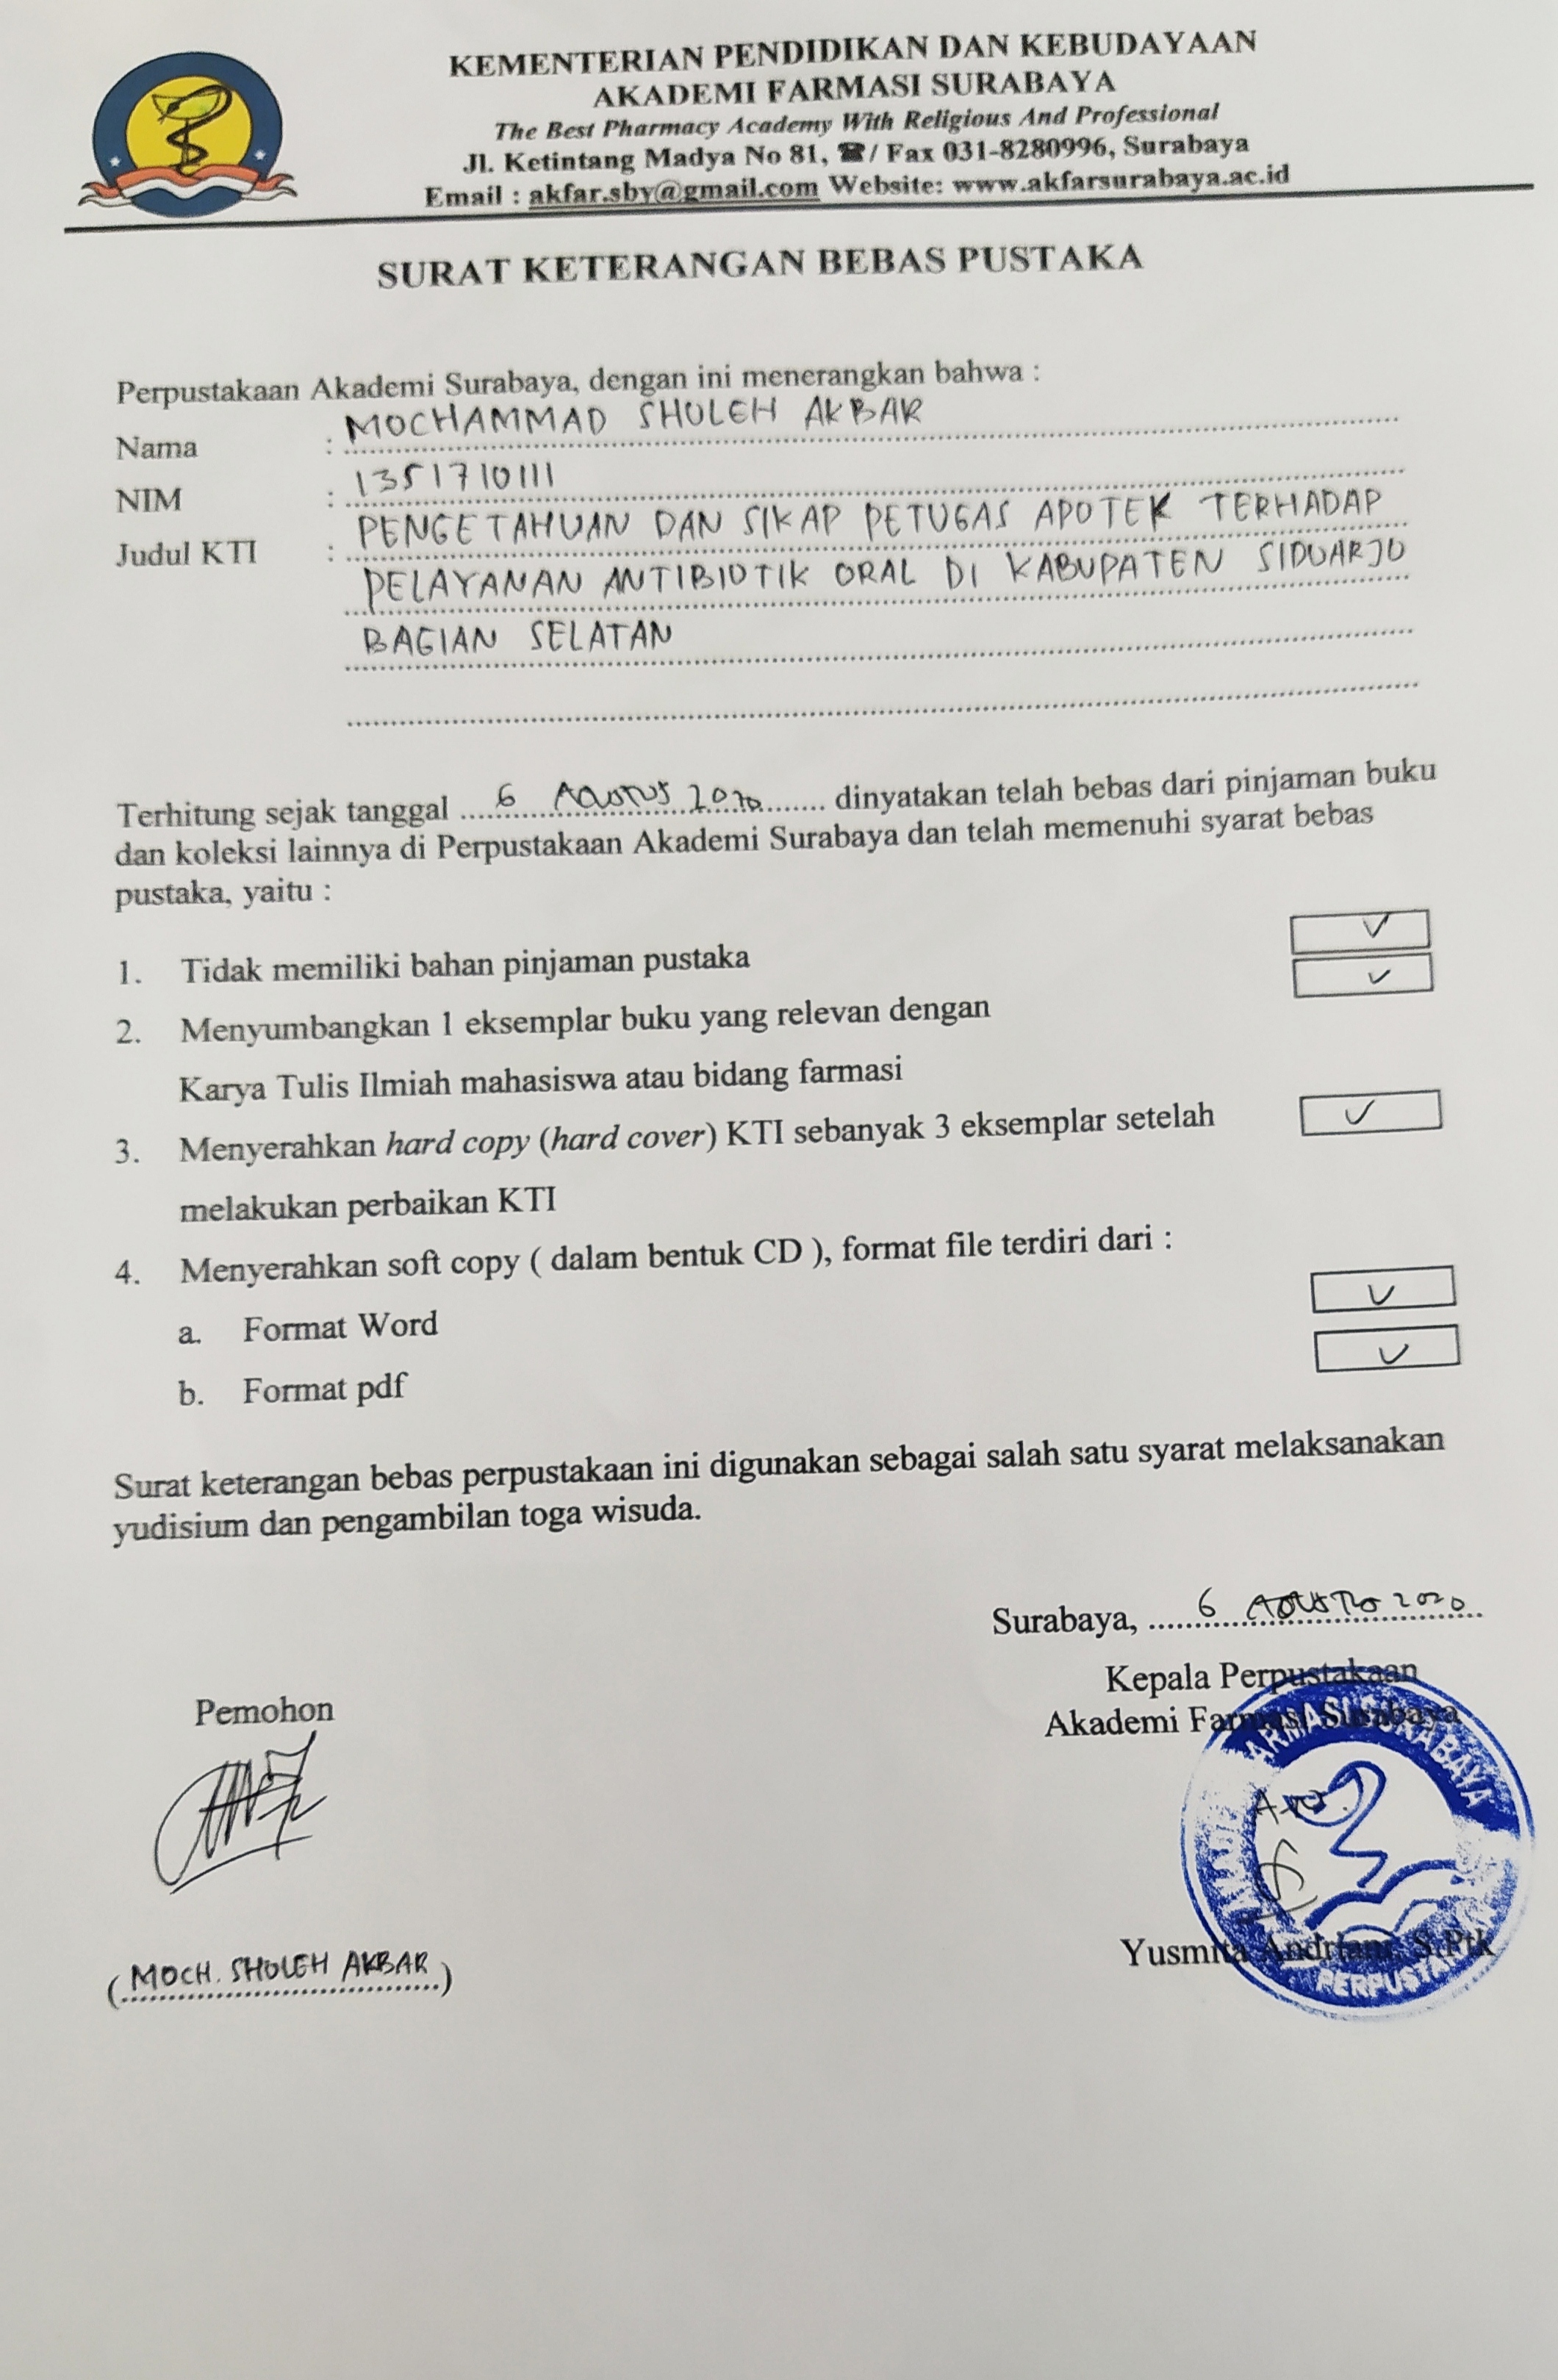 KEMENTERIAN PENDIDIKAN DAN KEBUDAYAAN
AKADEMI FARMASI SURABAYA
The Best Pharmacy Academy With Religious And Professional
Jl. Ketintang Madya No 81, ☎/ Fax 031-8280996, Surabaya
Email : akfar.sby@gmail.com Website: www.akfarsurabaya.ac.id
SURAT KETERANGAN BEBAS PUSTAKA
Perpustakaan Akademi Surabaya, dengan ini menerangkan bahwa :
Nama : MOCHAMMAD SHOLEH AKBAR
NIM : 1351710111
Judul KTI : PENGETAHUAN DAN SIKAP PETUGAS APOTEK TERHADAP
PELAYANAN ANTIBIOTIK ORAL DI KABUPATEN SIDOARJO
BAGIAN SELATAN
Terhitung sejak tanggal 6 Agustus 2020 dinyatakan telah bebas dari pinjaman buku
dan koleksi lainnya di Perpustakaan Akademi Surabaya dan telah memenuhi syarat bebas
pustaka, yaitu :
1. Tidak memiliki bahan pinjaman pustaka ✓
2. Menyumbangkan 1 eksemplar buku yang relevan dengan ✓
Karya Tulis Ilmiah mahasiswa atau bidang farmasi
3. Menyerahkan hard copy (hard cover) KTI sebanyak 3 eksemplar setelah ✓
melakukan perbaikan KTI
4. Menyerahkan soft copy ( dalam bentuk CD ), format file terdiri dari :
a. Format Word ✓
b. Format pdf ✓
Surat keterangan bebas perpustakaan ini digunakan sebagai salah satu syarat melaksanakan
yudisium dan pengambilan toga wisuda.
Surabaya, 6 Agustus 2020
Kepala Perpustakaan
Akademi Farmasi Surabaya
Pemohon
(MOCH. SHOLEH AKBAR)
Yusmita Andriani, S.Ptk